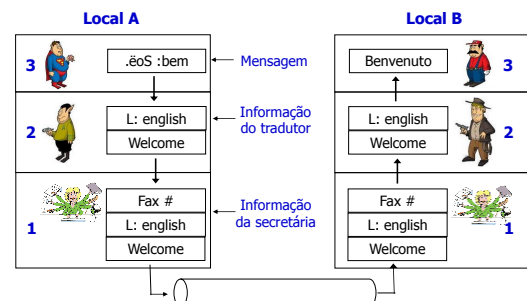 Local A
Local B
3
.ëoS :bem
Mensagem
Benvenuto
3
2
L: english
Welcome
Informação
do tradutor
L: english
Welcome
2
1
Fax #
L: english
Welcome
Informação
da secretária
Fax #
L: english
Welcome
1